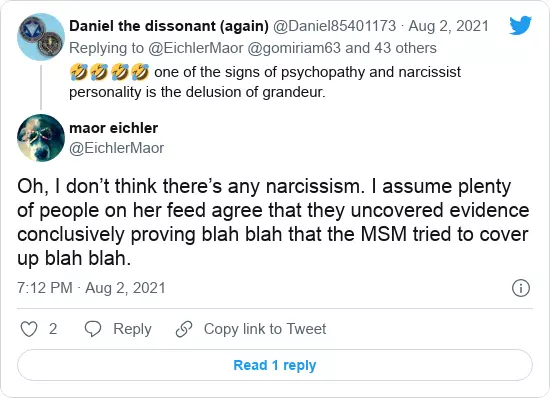 Daniel the dissonant (again) @Daniel85401173 · Aug 2, 2021
Replying to @EichlerMaor @gomiriam63 and 43 others
🤣🤣🤣🤣 one of the signs of psychopathy and narcissist
personality is the delusion of grandeur.
maor eichler
@EichlerMaor
Oh, I don’t think there’s any narcissism. I assume plenty
of people on her feed agree that they uncovered evidence
conclusively proving blah blah that the MSM tried to cover
up blah blah.
7:12 PM · Aug 2, 2021
2 Reply Copy link to Tweet
Read 1 reply